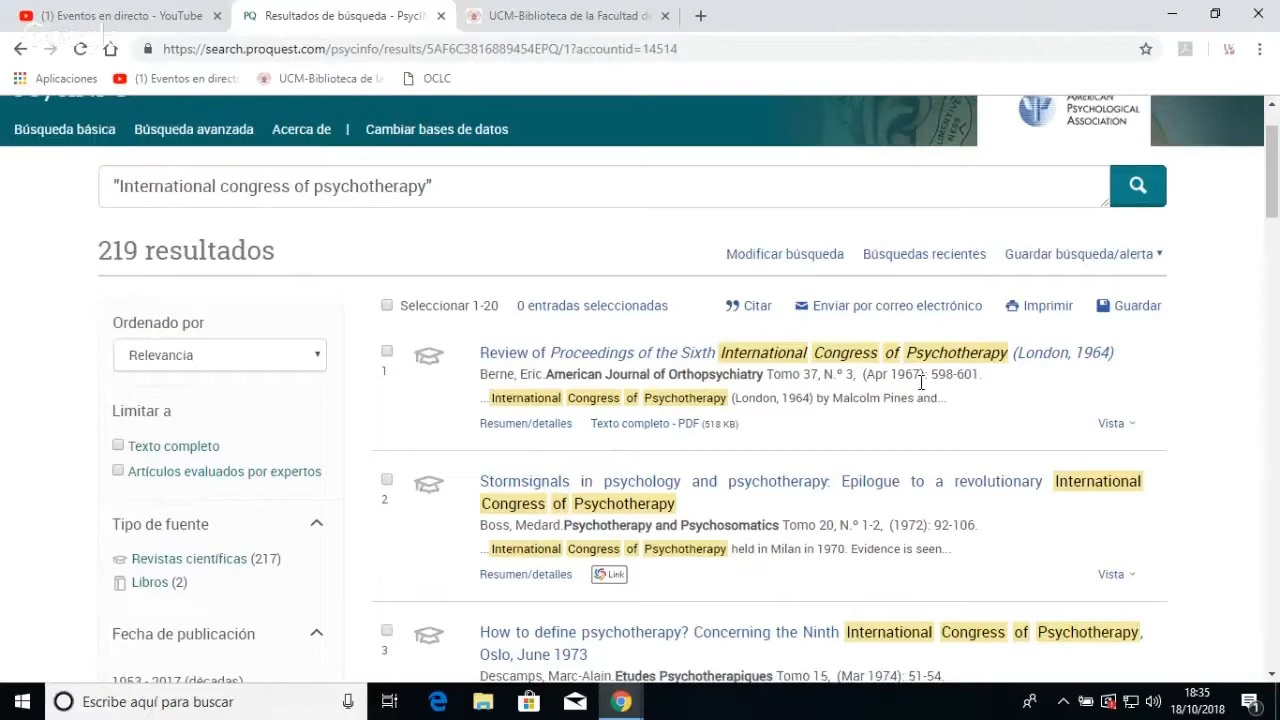 (1) Eventos en directo - YouTube
PQ Resultados de búsqueda - PsycIN
UCM-Biblioteca de la Facultad de
https://search.proquest.com/psycinfo/results/5AF6C3816889454EPQ/1?accountid=14514
Aplicaciones (1) Eventos en directo UCM-Biblioteca de la OCLC
AMERICAN
PSYCHOLOGICAL
ASSOCIATION
Búsqueda básica Búsqueda avanzada Acerca de | Cambiar bases de datos
"International congress of psychotherapy"
219 resultados
Modificar búsqueda Búsquedas recientes Guardar búsqueda/alerta
Seleccionar 1-20 0 entradas seleccionadas Citar Enviar por correo electrónico Imprimir Guardar
Ordenado por
Relevancia
Limitar a
Texto completo
Artículos evaluados por expertos
Tipo de fuente
Revistas científicas (217)
Libros (2)
Fecha de publicación
1953 - 2017 (décadas)
1
Review of Proceedings of the Sixth International Congress of Psychotherapy (London, 1964)
Berne, Eric.American Journal of Orthopsychiatry Tomo 37, N.º 3, (Apr 1967): 598-601.
...International Congress of Psychotherapy (London, 1964) by Malcolm Pines and...
Resumen/detalles Texto completo - PDF (518 KB) Vista
2
Stormsignals in psychology and psychotherapy: Epilogue to a revolutionary International
Congress of Psychotherapy
Boss, Medard.Psychotherapy and Psychosomatics Tomo 20, N.º 1-2, (1972): 92-106.
...International Congress of Psychotherapy held in Milan in 1970. Evidence is seen...
Resumen/detalles Link Vista
3
How to define psychotherapy? Concerning the Ninth International Congress of Psychotherapy,
Oslo, June 1973
Descamps, Marc-Alain.Etudes Psychotherapiques Tomo 15, (Mar 1974): 51-54.
Escribe aquí para buscar
18:35
18/10/2018
1